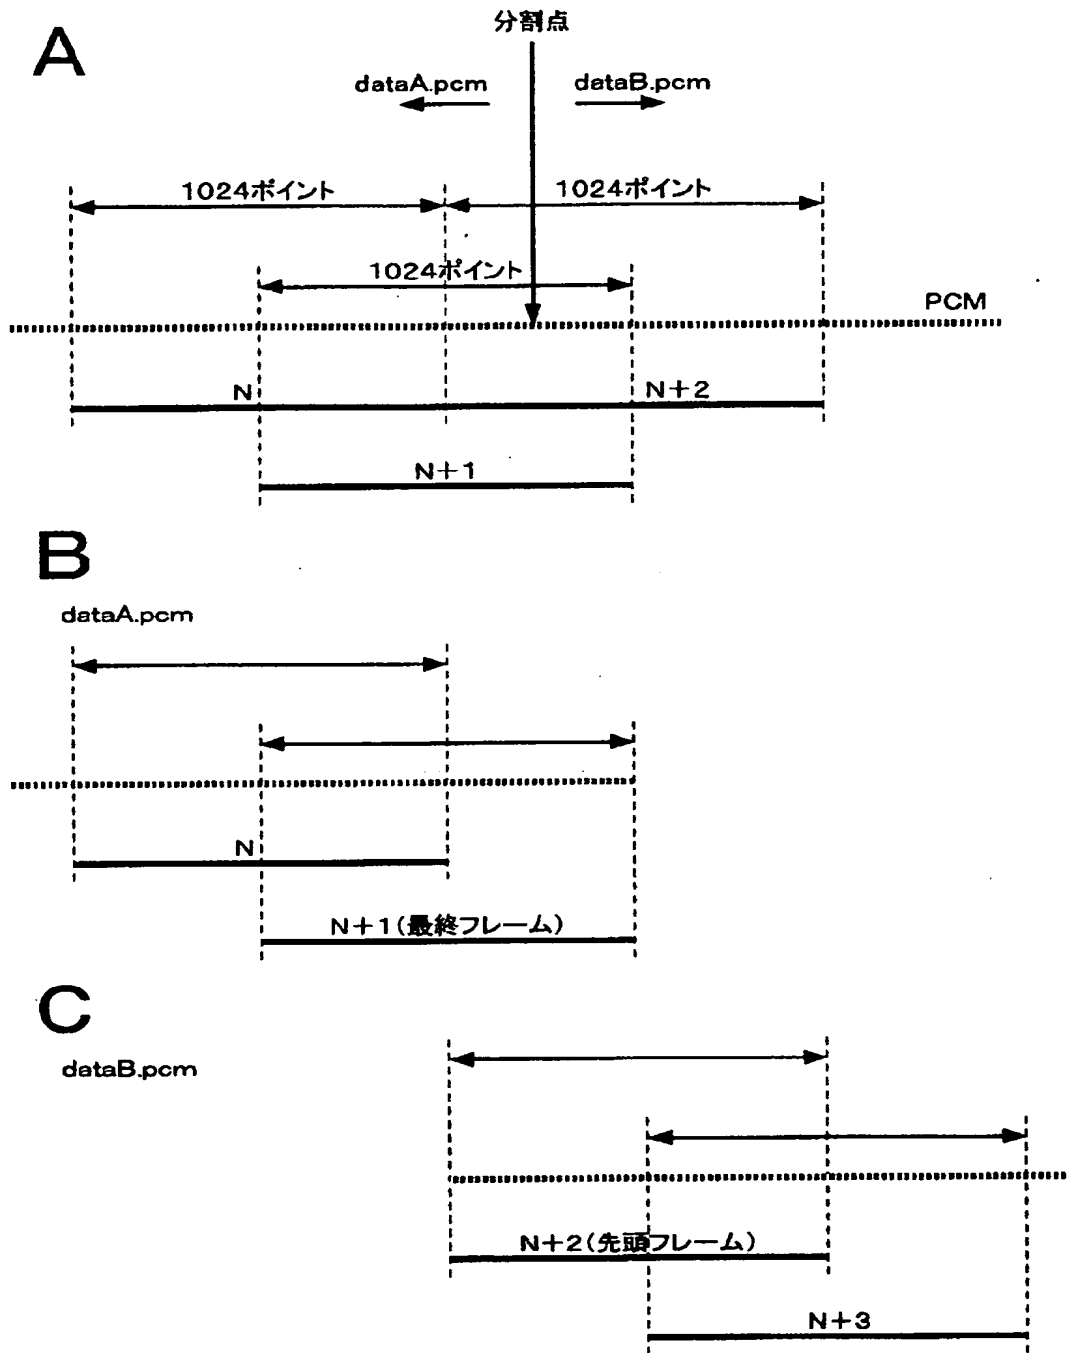 A
分割点
dataA.pcm
dataB.pcm
1024ポイント
1024ポイント
1024ポイント
PCM
N
N+2
N+1
B
dataA.pcm
N
N+1(最終フレーム)
C
dataB.pcm
N+2(先頭フレーム)
N+3